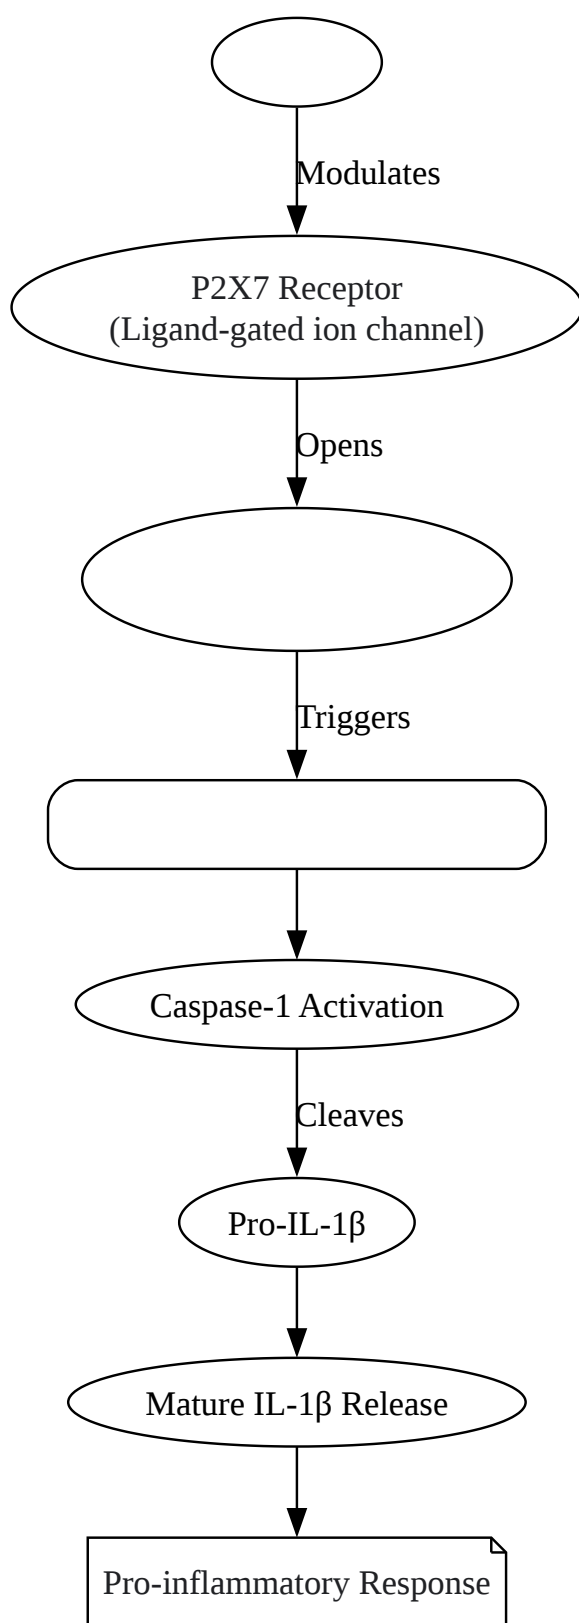 Modulates
P2X7 Receptor
(Ligand-gated ion channel)
Opens
Triggers
Caspase-1 Activation
Cleaves
Pro-IL-1β
Mature IL-1β Release
Pro-inflammatory Response